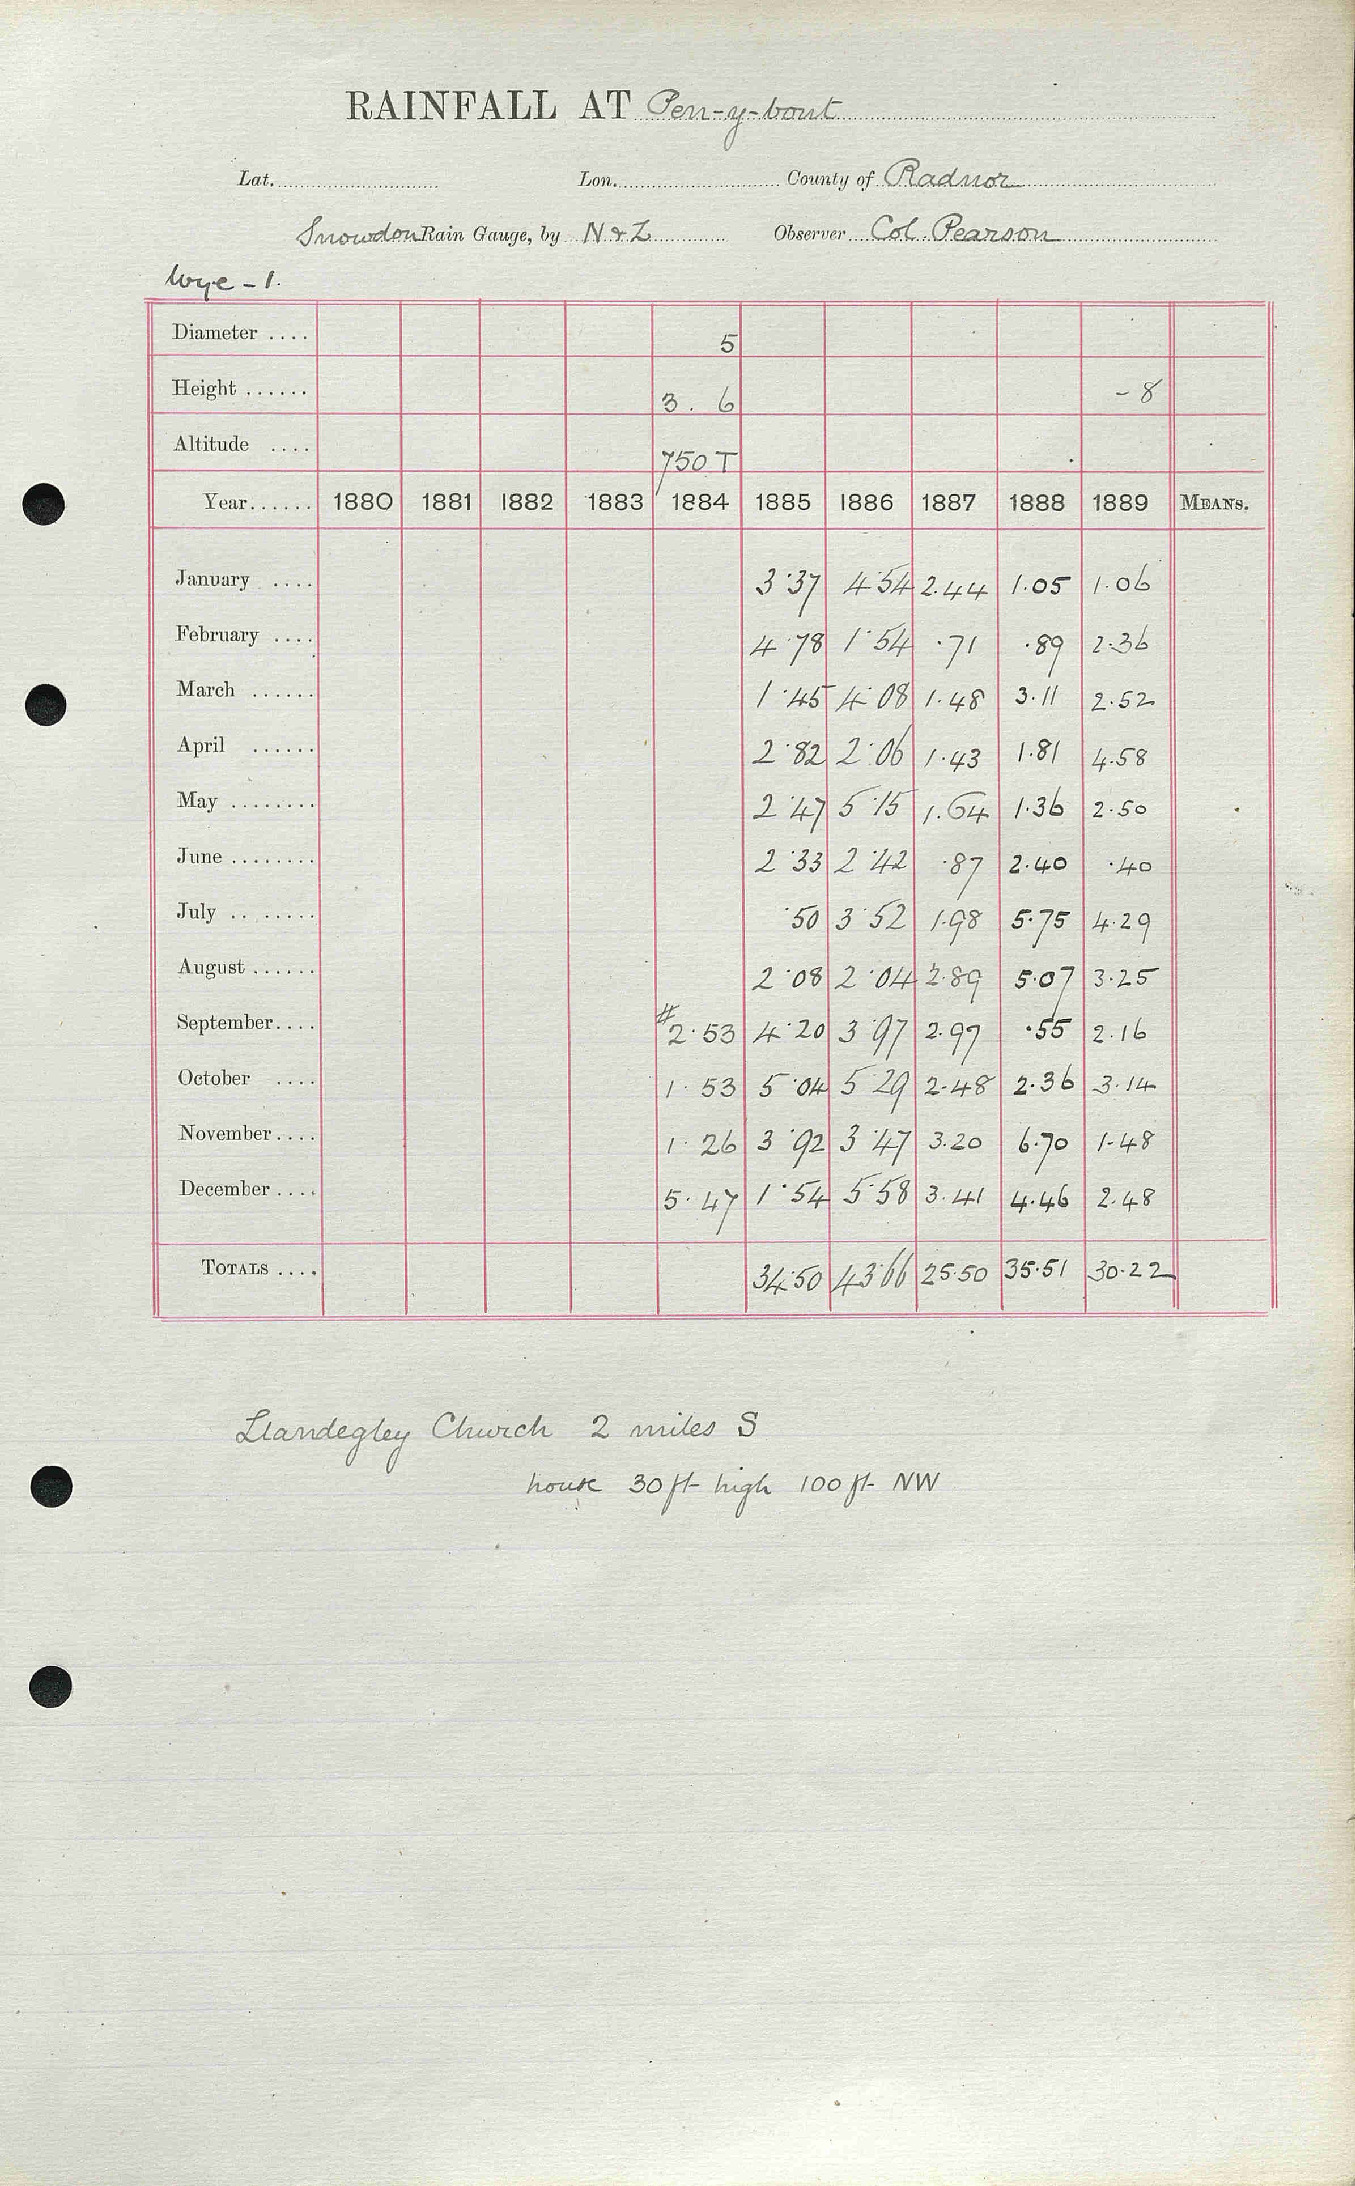 RAINFALL AT Pen-y-bont
Lat. Lon. County of Radnor
Snowdon Rain Gauge, by N & Z Observer Col Pearson
Wye - 1.
Diameter .... 5
Height ...... 3. 6 - 8
Altitude .... 750 T
Year...... 1880 1881 1882 1883 1884 1885 1886 1887 1888 1889 MEANS.
January .... 3.37 4.54 2.44 1.05 1.06
February .... 4.78 1.54 .71 .89 2.36
March ...... 1.45 4.08 1.48 3.11 2.52
April ...... 2.82 2.06 1.43 1.81 4.58
May ........ 2.47 5.15 1.64 1.36 2.50
June ........ 2.33 2.42 .87 2.40 .40
July ........ .50 3.52 1.98 5.75 4.29
August ...... 2.08 2.04 2.89 5.07 3.25
September.... # 2.53 4.20 3.97 2.97 .55 2.16
October .... 1.53 5.04 5.29 2.48 2.36 3.14
November.... 1.26 3.92 3.47 3.20 6.70 1.48
December.... 5.47 1.54 5.58 3.41 4.46 2.48
TOTALS .... 34.50 43.66 25.50 35.51 30.22
Llandegley Church 2 miles S
house 30 ft high 100 ft NW